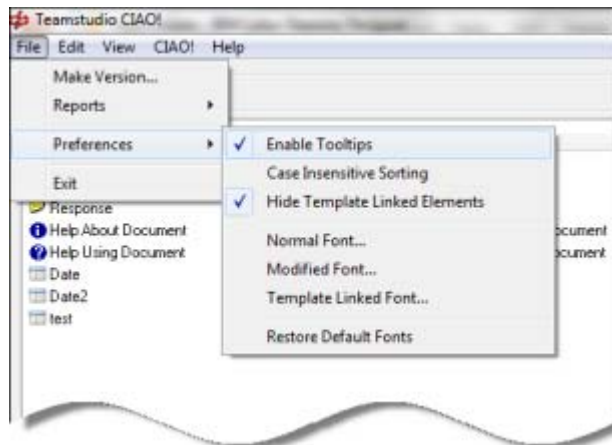 Teamstudio CIAO!
File Edit View CIAO! Help
Make Version...
Reports
Preferences
Exit
Enable Tooltips
Case Insensitive Sorting
Hide Template Linked Elements
Normal Font...
Modified Font...
Template Linked Font...
Restore Default Fonts
Response
Help About Document
ocument
Help Using Document
ocument
Date
Date2
test